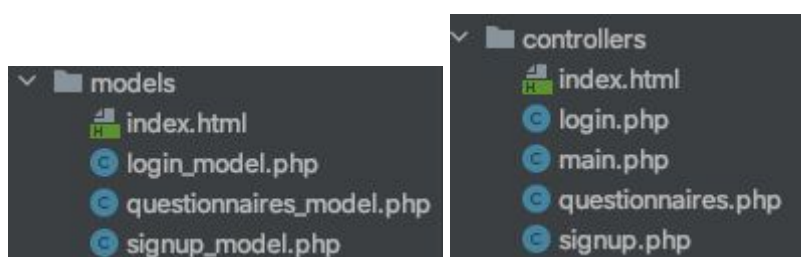 models
index.html
login_model.php
questionnaires_model.php
signup_model.php
controllers
index.html
login.php
main.php
questionnaires.php
signup.php